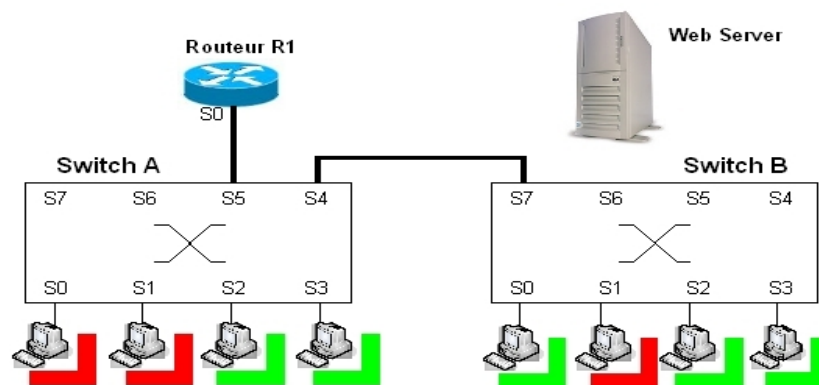 Routeur R1
Web Server
S0
Switch A
Switch B
S7 S6 S5 S4
S7 S6 S5 S4
S0 S1 S2 S3
S0 S1 S2 S3